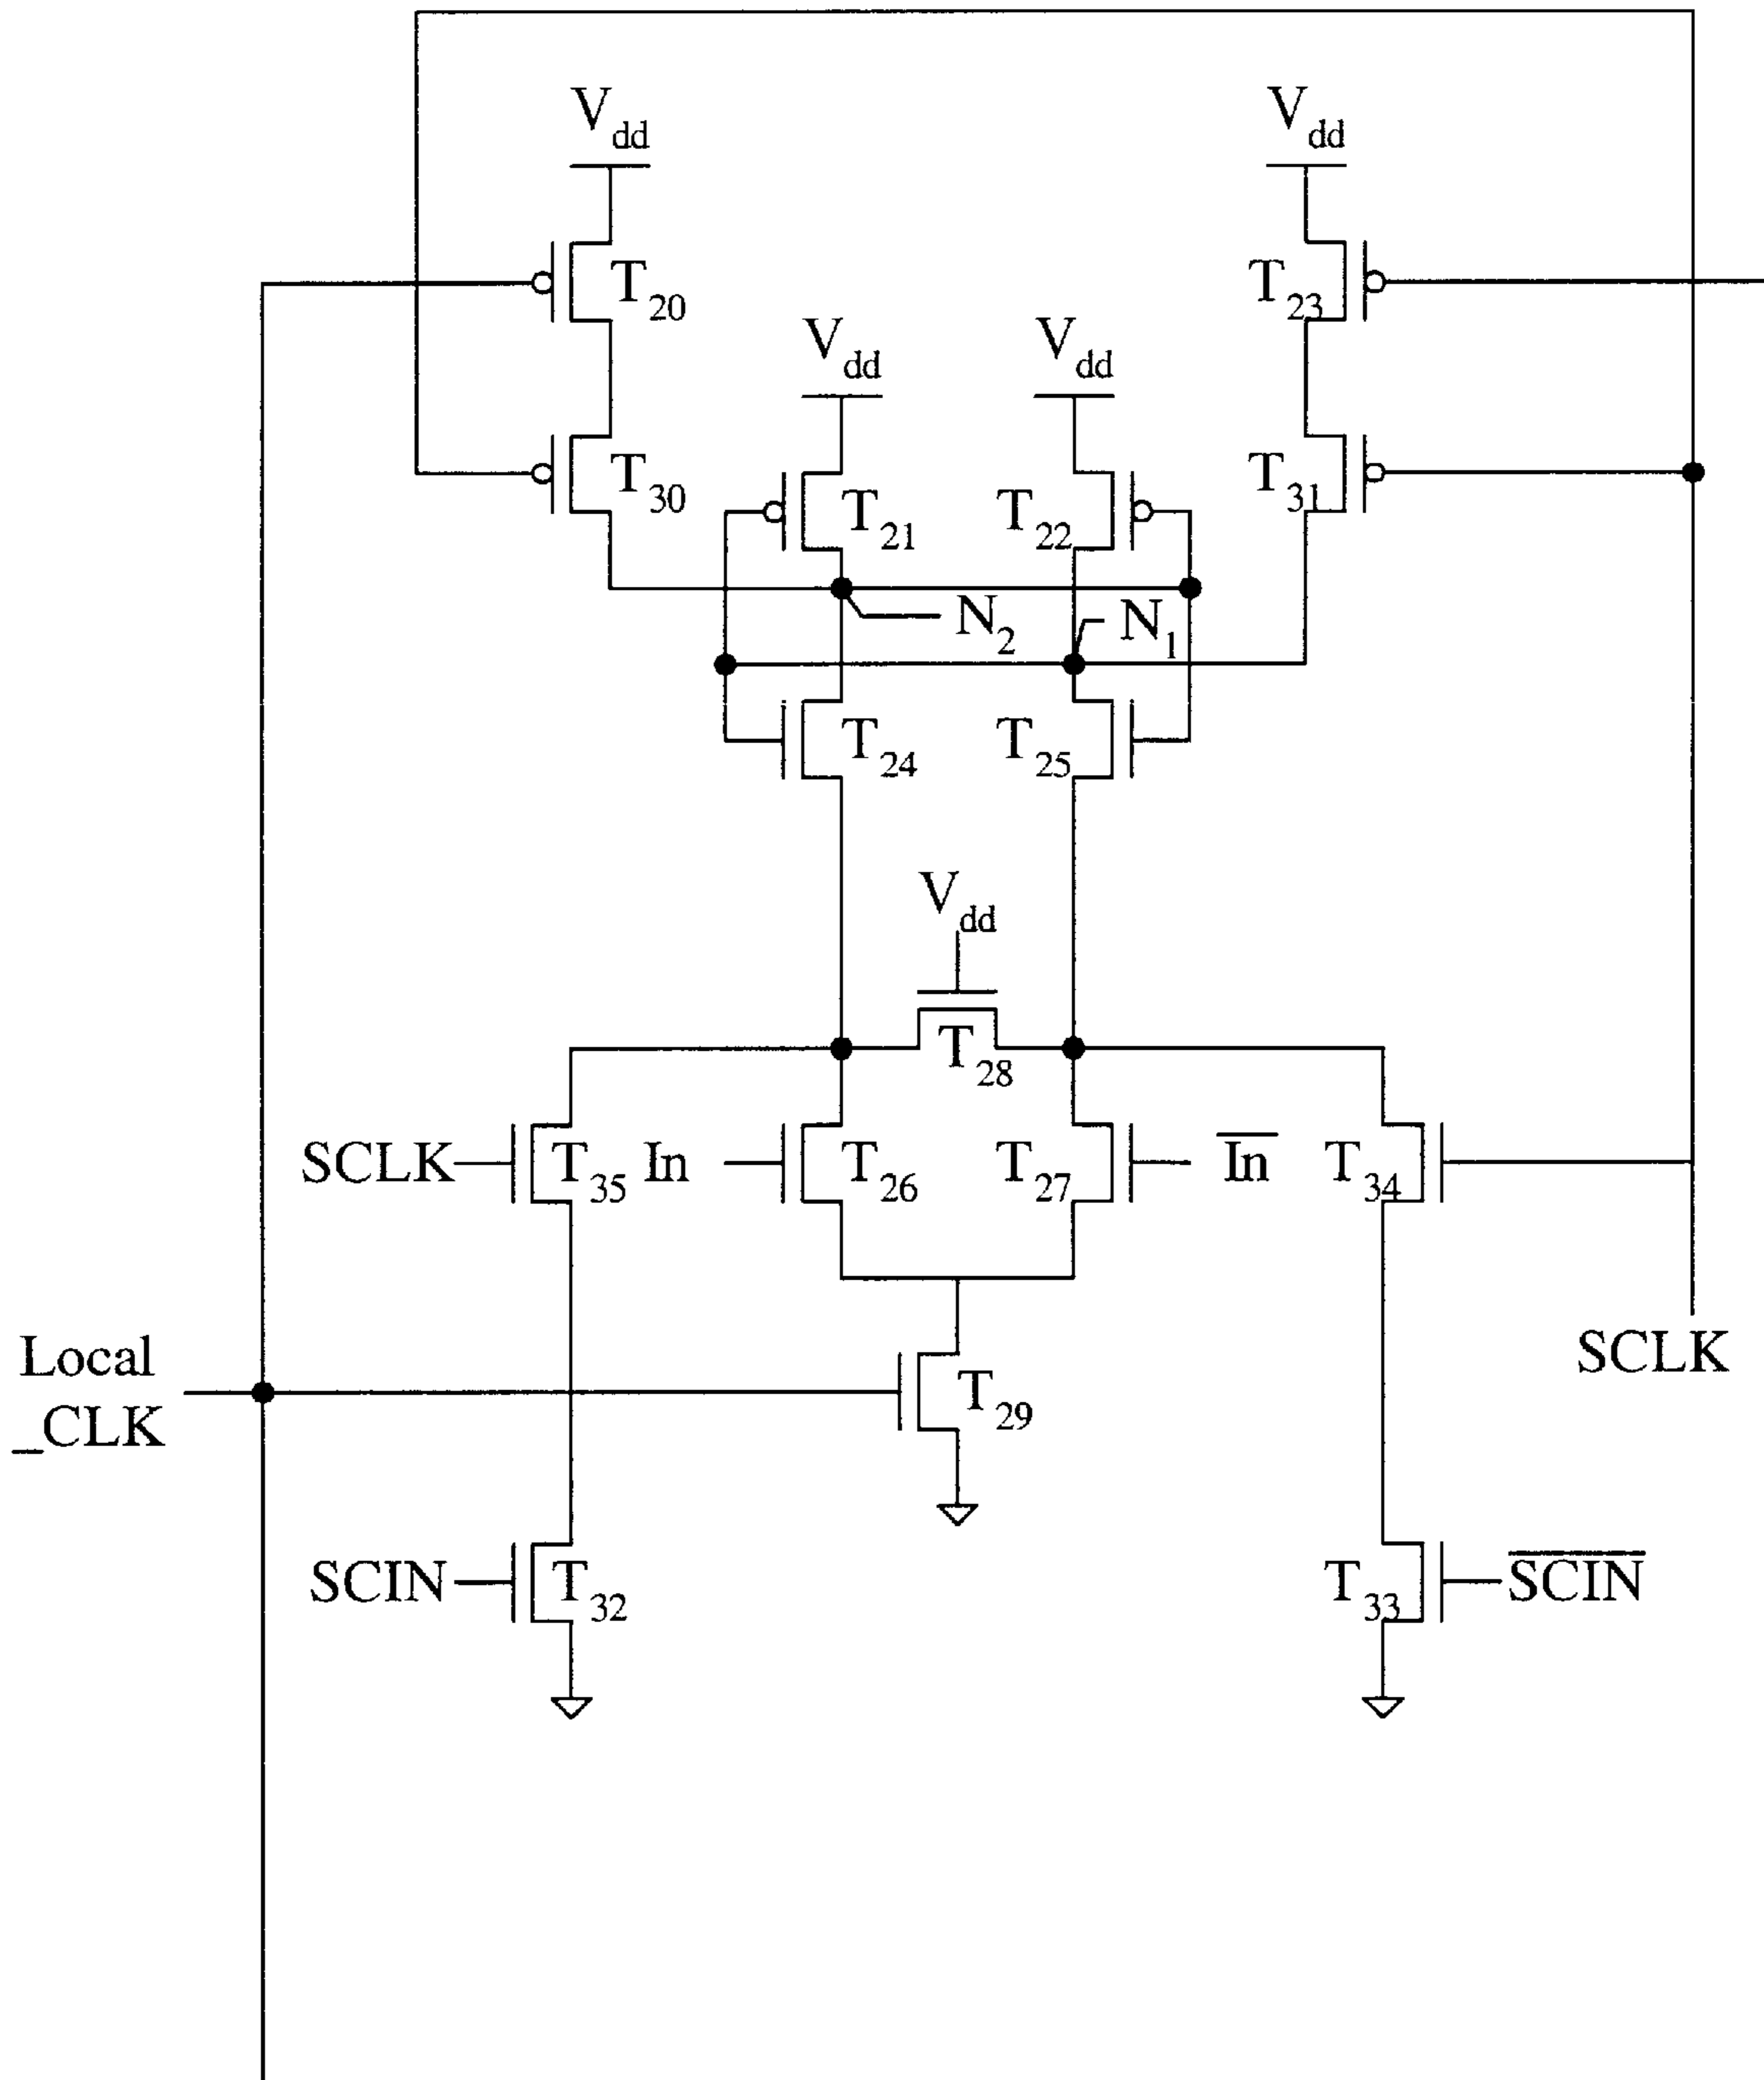 Vdd
Vdd
T20
T23
Vdd
Vdd
T30
T21
T22
T31
N2
N1
T24
T25
Vdd
T28
SCLK
T35
In
T26
T27
In̅
T34
Local
_CLK
T29
SCLK
SCIN
T32
T33
S̅C̅I̅N̅